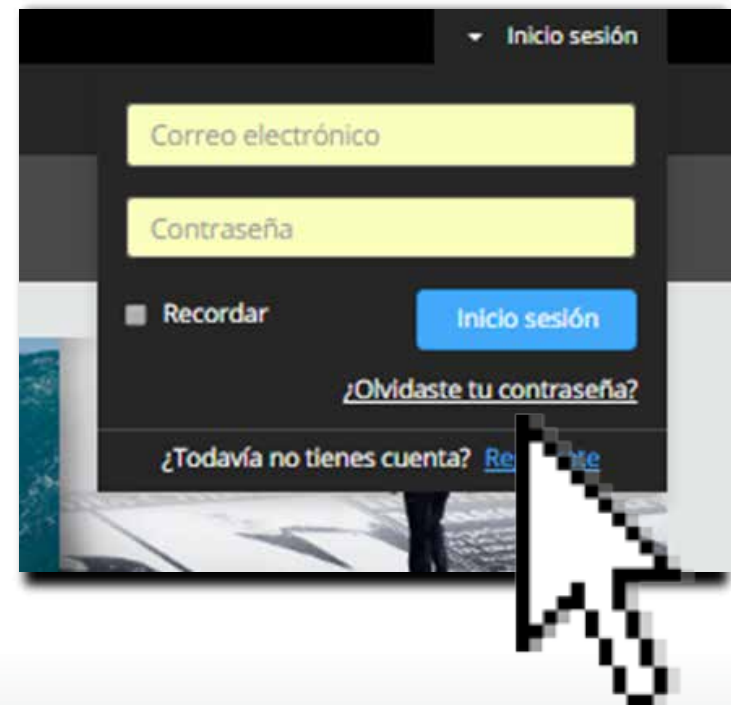 Inicio sesión
Correo electrónico
Contraseña
Recordar
Inicio sesión
¿Olvidaste tu contraseña?
¿Todavía no tienes cuenta?